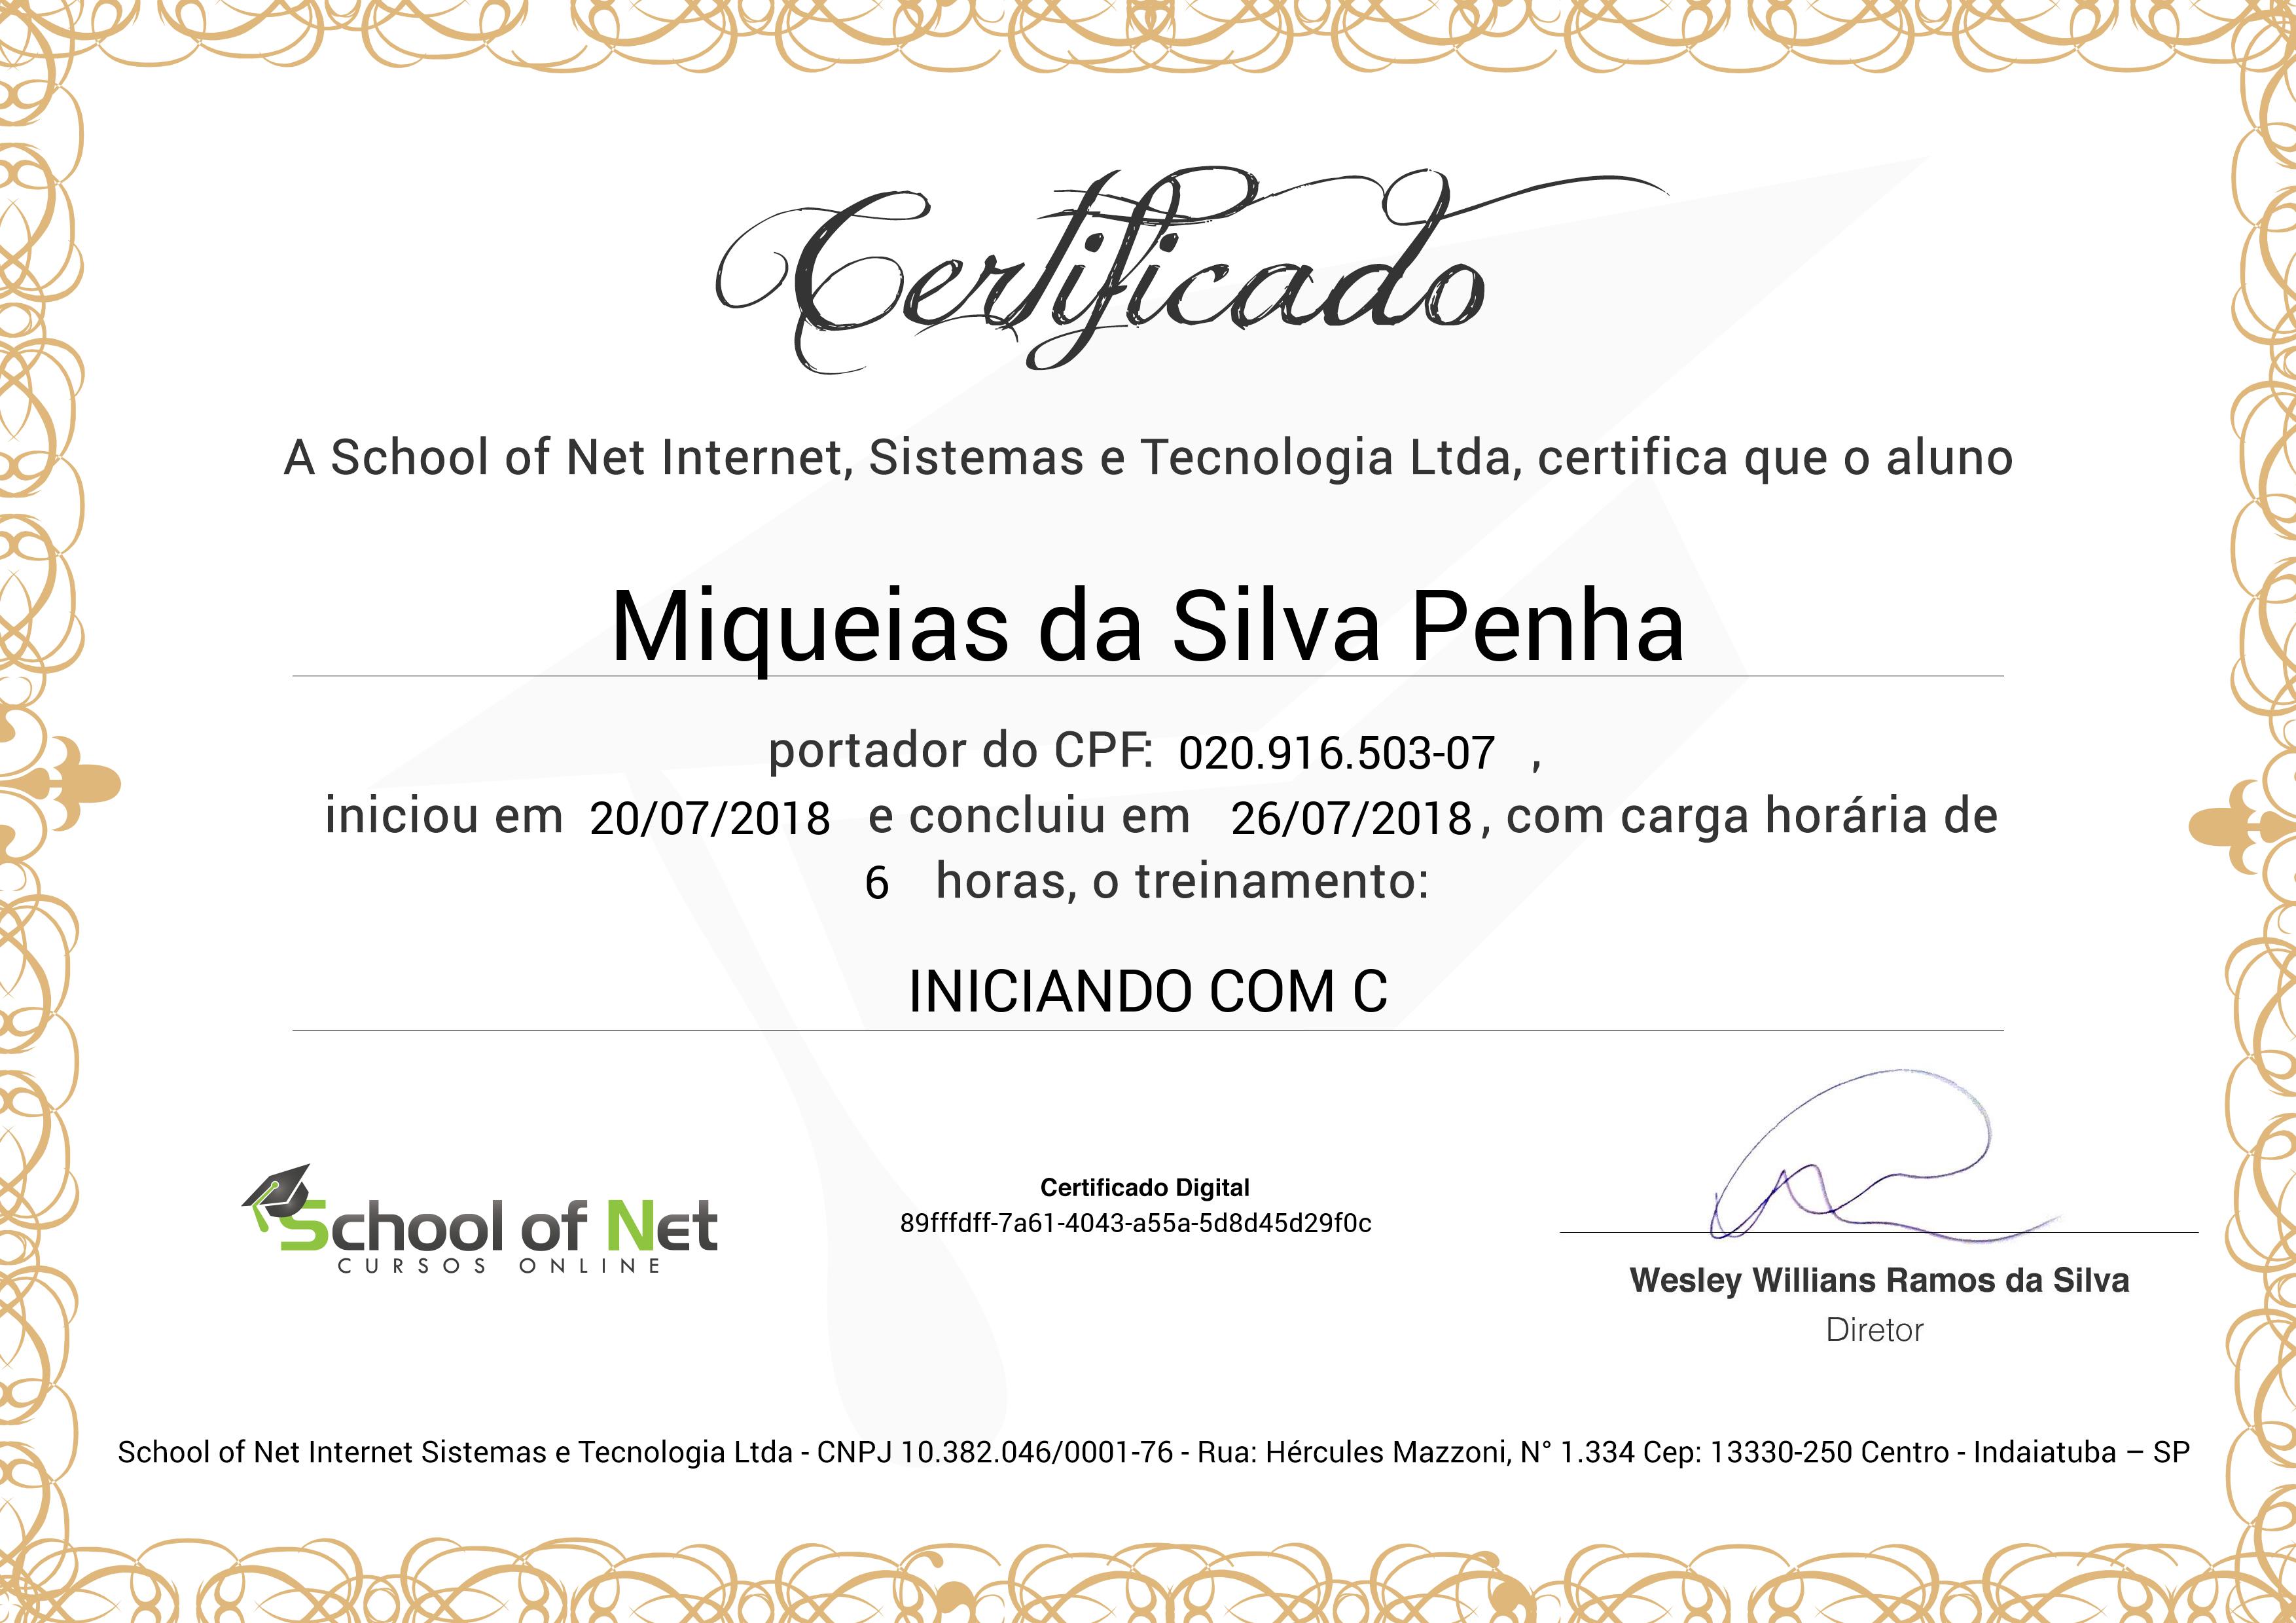 Certificado
A School of Net Internet, Sistemas e Tecnologia Ltda, certifica que o aluno
Miqueias da Silva Penha
portador do CPF: 020.916.503-07 ,
iniciou em 20/07/2018 e concluiu em 26/07/2018, com carga horária de
6 horas, o treinamento:
INICIANDO COM C
School of Net
CURSOS ONLINE
Certificado Digital
89fffdff-7a61-4043-a55a-5d8d45d29f0c
Wesley Willians Ramos da Silva
Diretor
School of Net Internet Sistemas e Tecnologia Ltda - CNPJ 10.382.046/0001-76 - Rua: Hércules Mazzoni, N° 1.334 Cep: 13330-250 Centro - Indaiatuba – SP